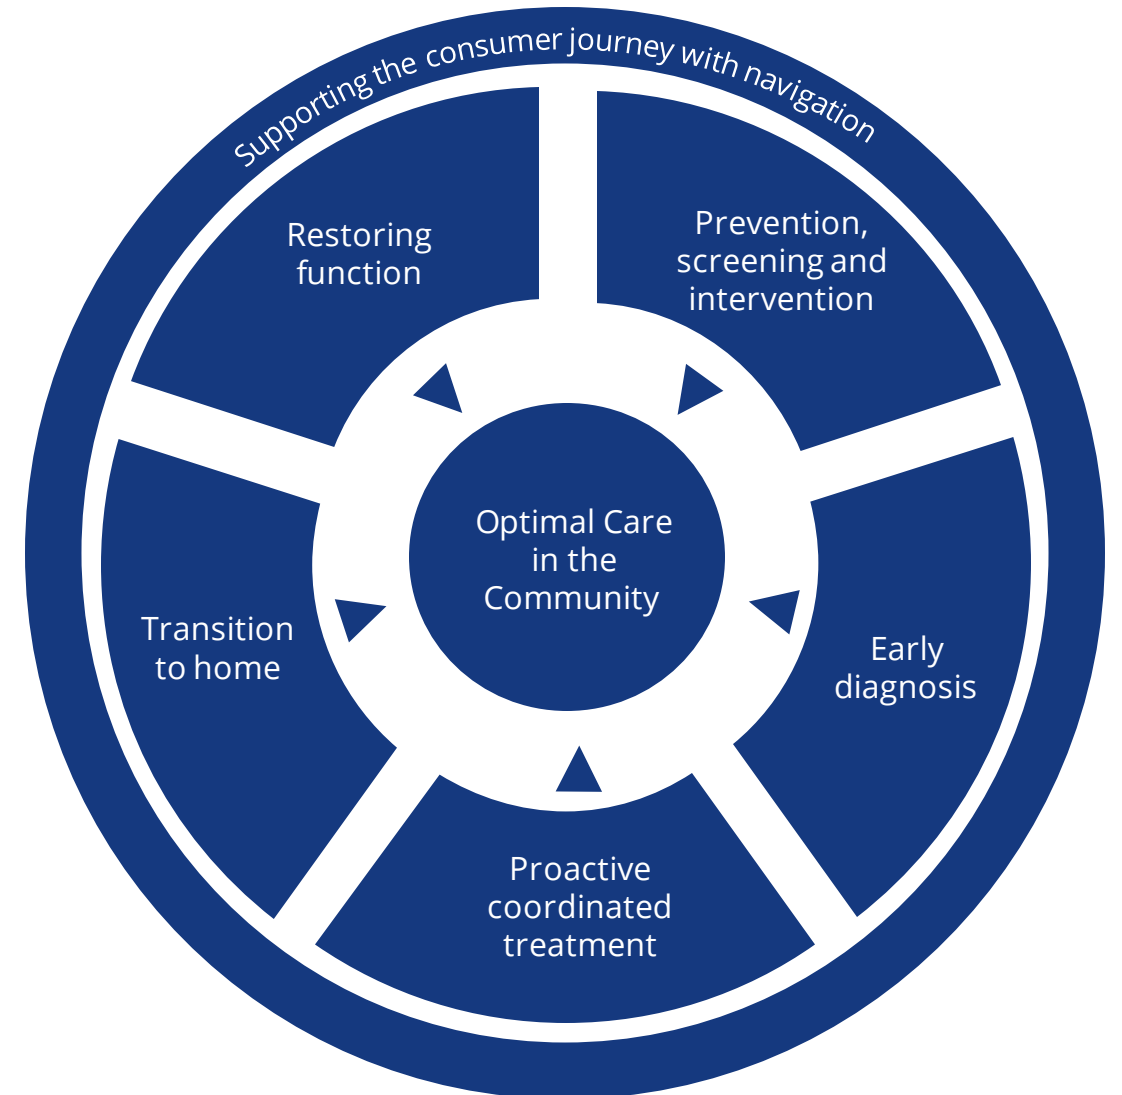 Supporting the consumer journey with navigation
Restoring
function
Prevention,
screening and
intervention
Optimal Care
in the
Community
Transition
to home
Early
diagnosis
Proactive
coordinated
treatment